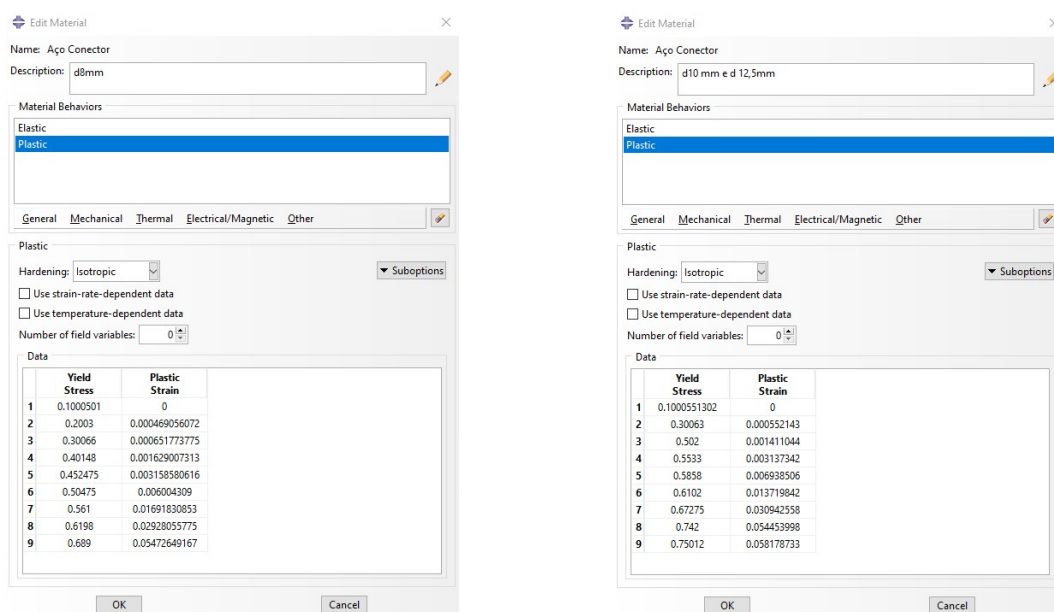 Edit Material
Name: Aço Conector
Description: d8mm
Material Behaviors
Elastic
Plastic
General Mechanical Thermal Electrical/Magnetic Other
Plastic
Hardening: Isotropic
Suboptions
Use strain-rate-dependent data
Use temperature-dependent data
Number of field variables: 0
Data
Yield Plastic
Stress Strain
1 0.1000501 0
2 0.2003 0.000469056072
3 0.30066 0.000651773775
4 0.40148 0.001629007313
5 0.452475 0.003158580616
6 0.50475 0.006004309
7 0.561 0.01691830853
8 0.6198 0.02928055775
9 0.689 0.05472649167
OK Cancel
Edit Material
Name: Aço Conector
Description: d10 mm e d 12,5mm
Material Behaviors
Elastic
Plastic
General Mechanical Thermal Electrical/Magnetic Other
Plastic
Hardening: Isotropic
Suboptions
Use strain-rate-dependent data
Use temperature-dependent data
Number of field variables: 0
Data
Yield Plastic
Stress Strain
1 0.1000551302 0
2 0.30063 0.000552143
3 0.502 0.001411044
4 0.5533 0.003137342
5 0.5858 0.006938506
6 0.6102 0.013719842
7 0.67275 0.030942558
8 0.742 0.054453998
9 0.75012 0.058178733
OK Cancel